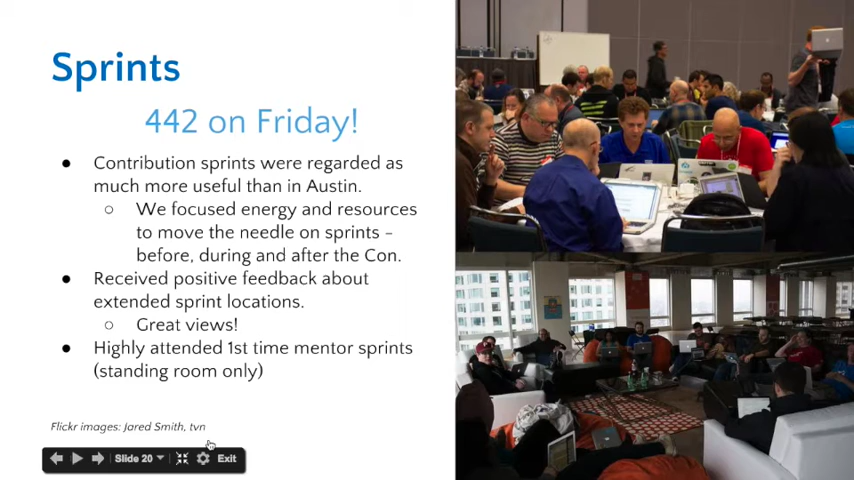 Sprints
442 on Friday!
● Contribution sprints were regarded as
much more useful than in Austin.
○ We focused energy and resources
to move the needle on sprints –
before, during and after the Con.
● Received positive feedback about
extended sprint locations.
○ Great views!
● Highly attended 1st time mentor sprints
(standing room only)
Flickr images: Jared Smith, tvn
Slide 20 Exit